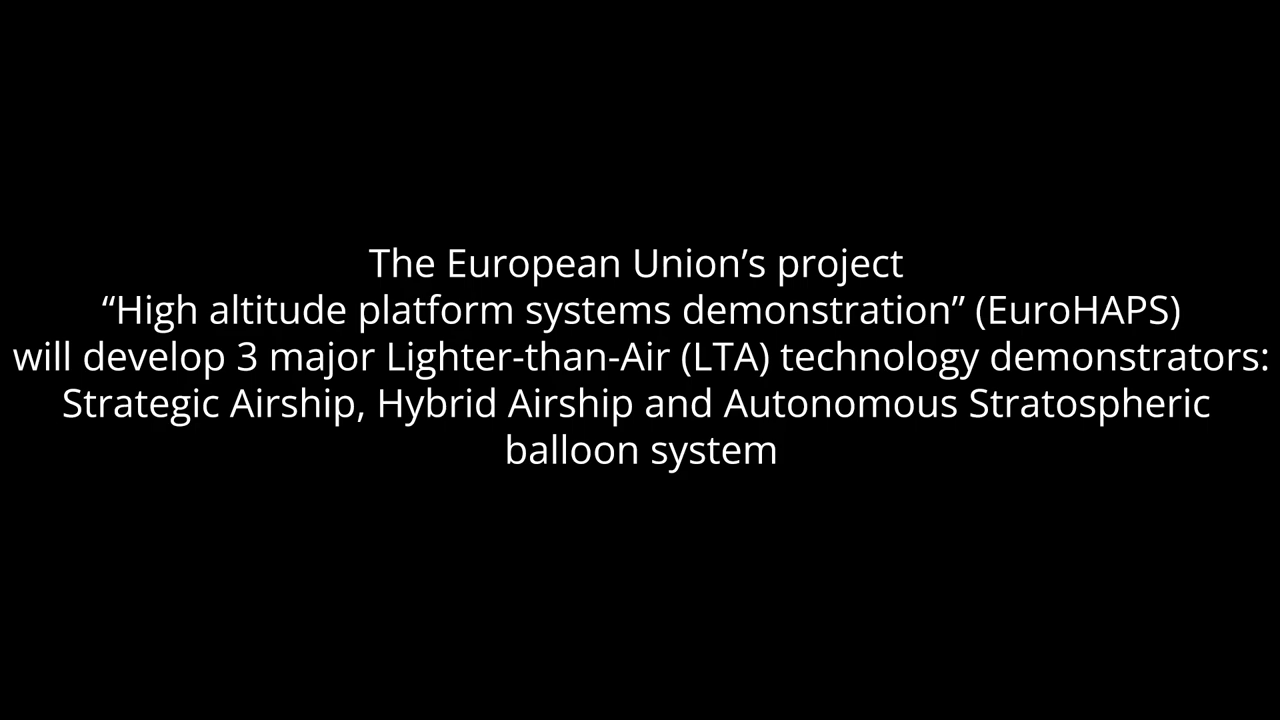 The European Union’s project
“High altitude platform systems demonstration” (EuroHAPS)
will develop 3 major Lighter-than-Air (LTA) technology demonstrators:
Strategic Airship, Hybrid Airship and Autonomous Stratospheric
balloon system